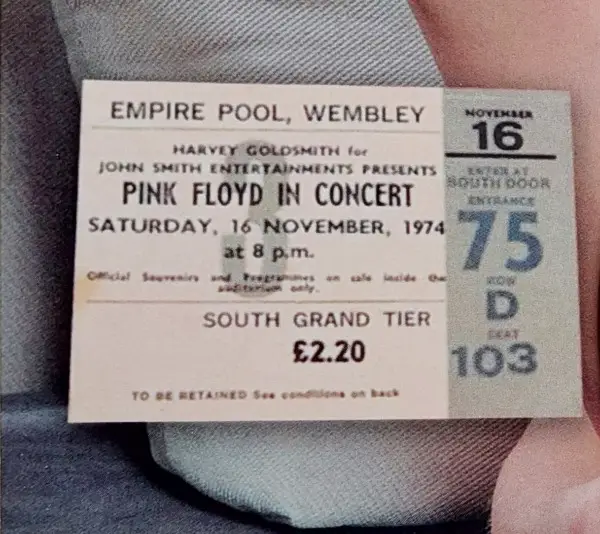 EMPIRE POOL, WEMBLEY
HARVEY GOLDSMITH for
JOHN SMITH ENTERTAINMENTS PRESENTS
PINK FLOYD IN CONCERT
SATURDAY, 16 NOVEMBER, 1974
at 8 p.m.
Official Souvenirs and Programmes on sale inside the
auditorium only.
SOUTH GRAND TIER
£2.20
TO BE RETAINED See conditions on back
3
NOVEMBER
16
ENTER AT
SOUTH DOOR
ENTRANCE
75
ROW
D
SEAT
103